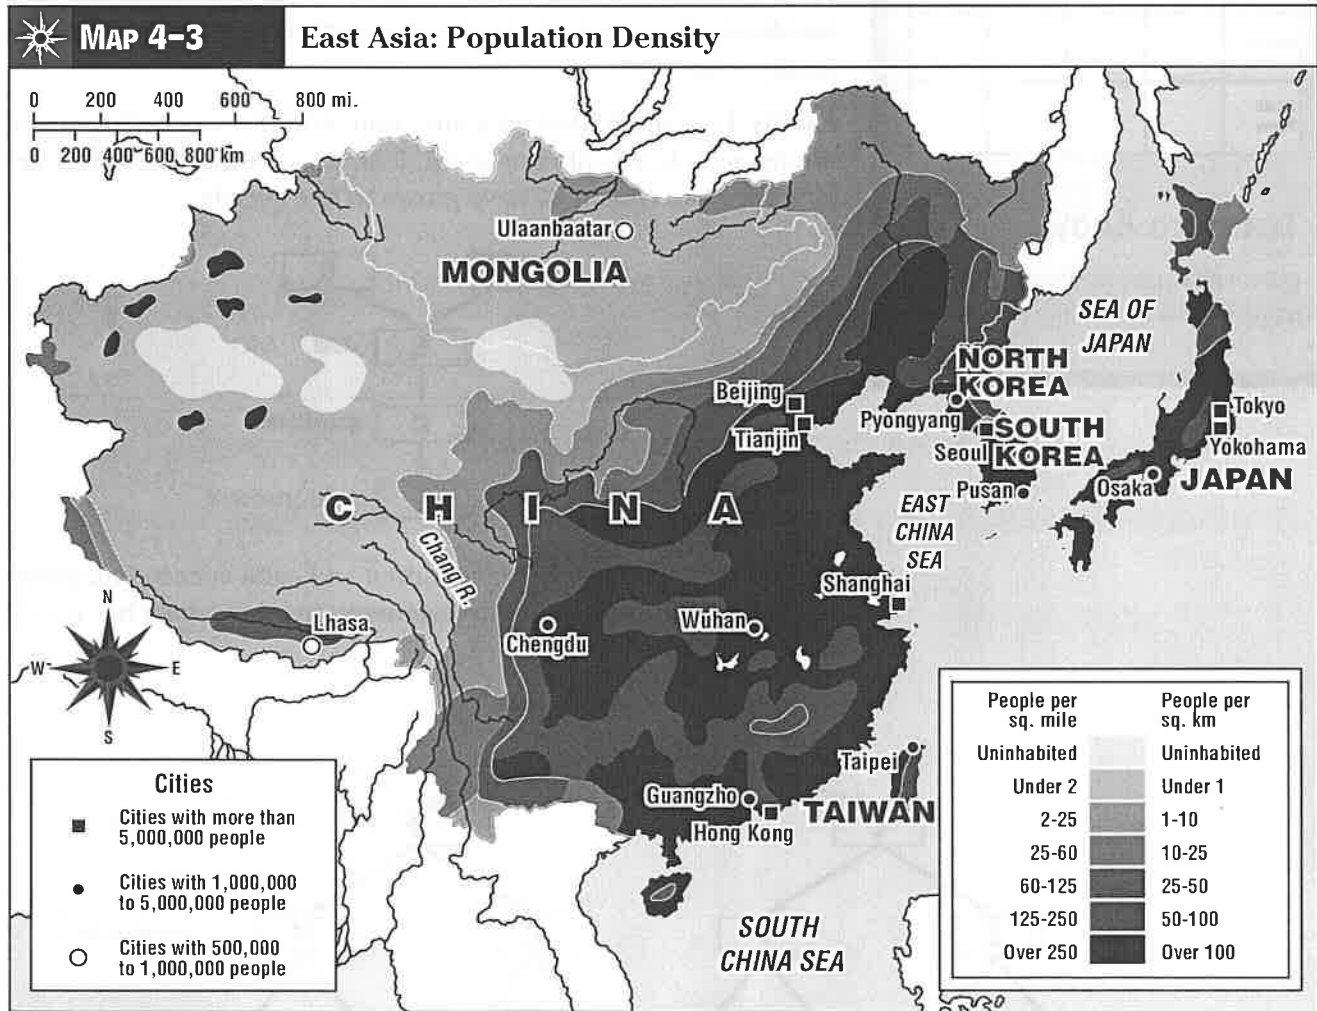 MAP 4-3
East Asia: Population Density
0 200 400 600 800 mi.
0 200 400 600 800 km
Ulaanbaatar
MONGOLIA
SEA OF
JAPAN
NORTH
KOREA
Beijing
Tianjin
Pyongyang
SOUTH
KOREA
Seoul
Tokyo
Yokohama
JAPAN
Osaka
Pusan
CHINA
EAST
CHINA
SEA
Chang R.
Shanghai
Lhasa
Chengdu
Wuhan
N
W
E
S
Taipei
TAIWAN
Guangzho
Hong Kong
SOUTH
CHINA SEA
Cities
Cities with more than
5,000,000 people
Cities with 1,000,000
to 5,000,000 people
Cities with 500,000
to 1,000,000 people
People per
sq. mile
People per
sq. km
Uninhabited Uninhabited
Under 2 Under 1
2-25 1-10
25-60 10-25
60-125 25-50
125-250 50-100
Over 250 Over 100